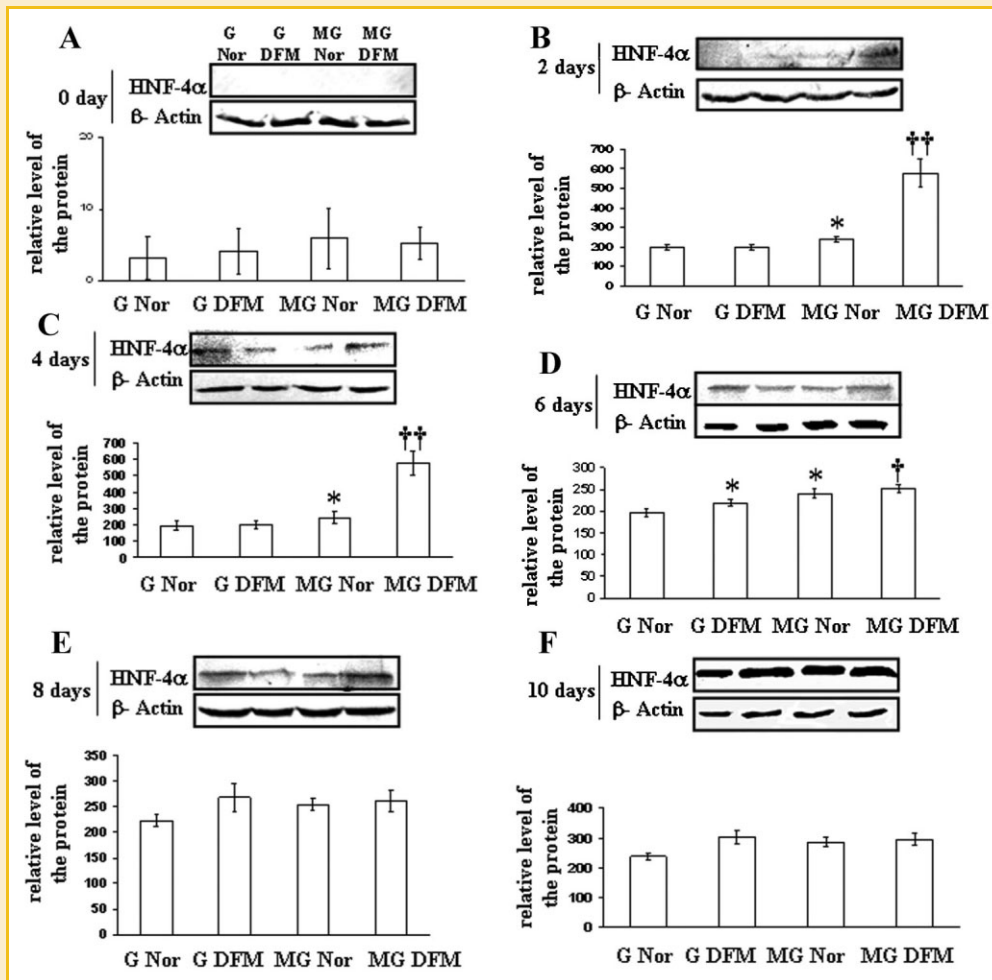 A
G G MG MG
Nor DFM Nor DFM
0 day
HNF-4α
β- Actin
relative level of
the protein
20
10
0
G Nor G DFM MG Nor MG DFM
B
2 days
HNF-4α
β- Actin
relative level of
the protein
700
600
500
400
300
200
100
0
*
††
G Nor G DFM MG Nor MG DFM
C
4 days
HNF-4α
β- Actin
relative level of
the protein
700
600
500
400
300
200
100
0
*
††
G Nor G DFM MG Nor MG DFM
D
6 days
HNF-4α
β- Actin
relative level of
the protein
300
250
200
150
100
50
0
* * †
G Nor G DFM MG Nor MG DFM
E
8 days
HNF-4α
β- Actin
relative level of
the protein
350
300
250
200
150
100
50
0
G Nor G DFM MG Nor MG DFM
F
10 days
HNF-4α
β- Actin
relative level of
the protein
400
300
200
100
0
G Nor G DFM MG Nor MG DFM